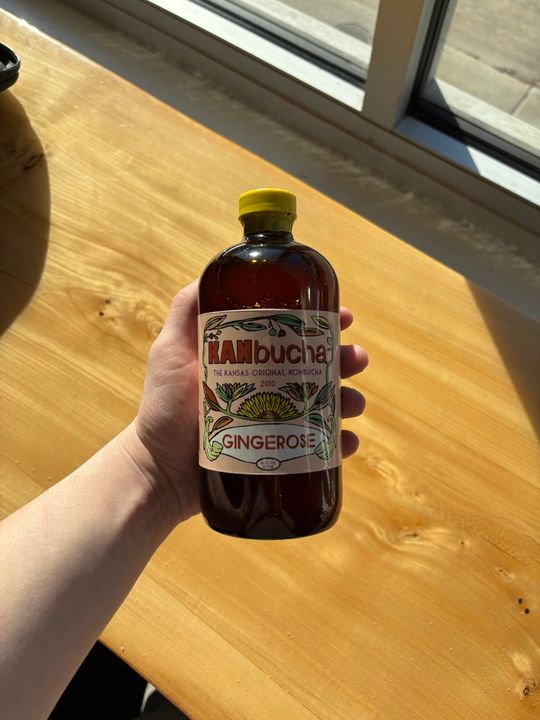 KANbucha
THE KANSAS ORIGINAL KOMBUCHA
2010
GINGEROSE